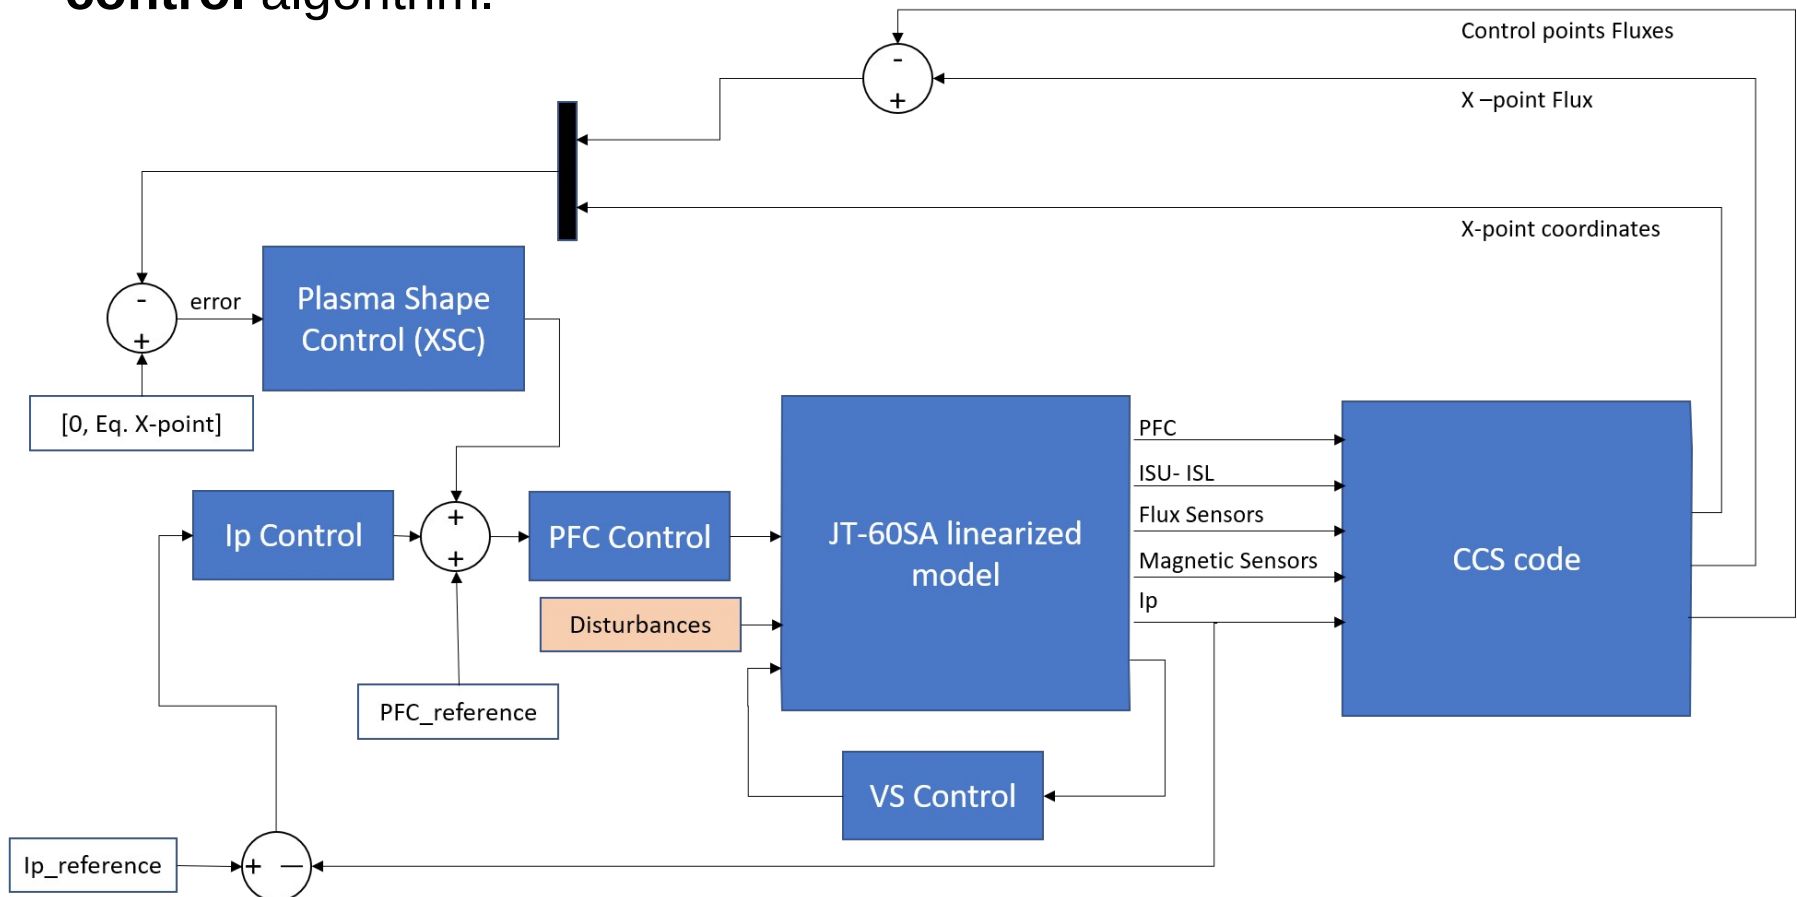 control algorithm.
Control points Fluxes
-
+
X –point Flux
X-point coordinates
-
error
+
Plasma Shape
Control (XSC)
[0, Eq. X-point]
PFC
ISU- ISL
Flux Sensors
Magnetic Sensors
Ip
Ip Control
+
+
PFC Control
JT-60SA linearized
model
CCS code
Disturbances
PFC_reference
VS Control
Ip_reference
+ —